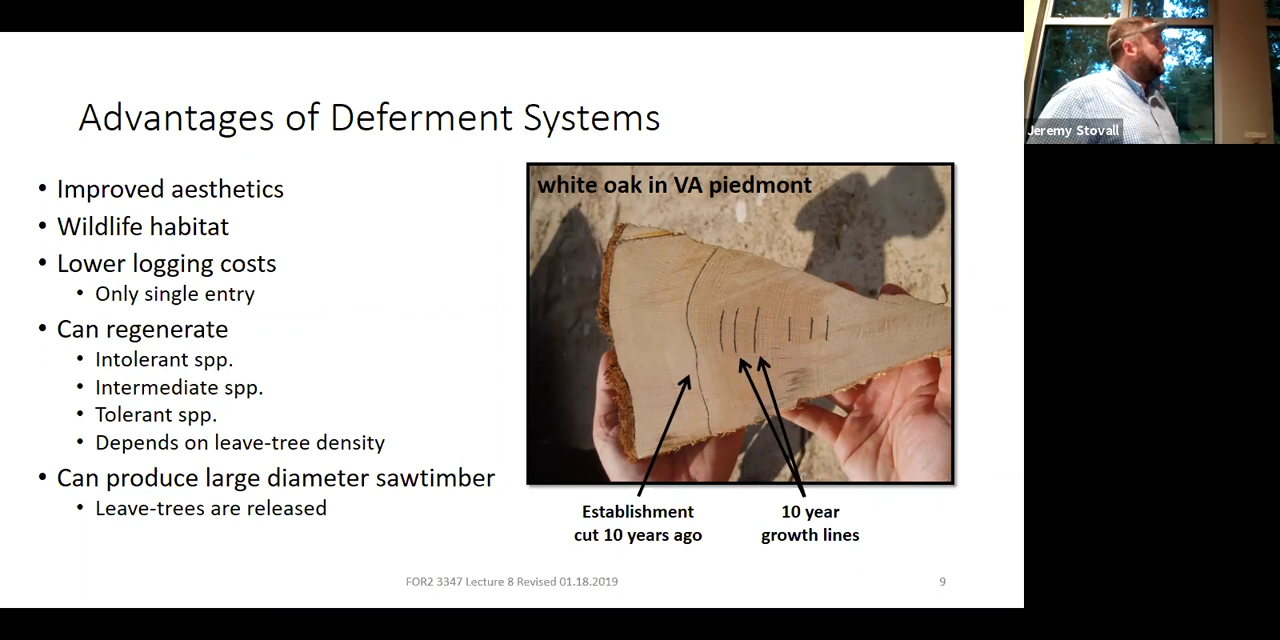 Advantages of Deferment Systems
• Improved aesthetics
• Wildlife habitat
• Lower logging costs
• Only single entry
• Can regenerate
• Intolerant spp.
• Intermediate spp.
• Tolerant spp.
• Depends on leave-tree density
• Can produce large diameter sawtimber
• Leave-trees are released
white oak in VA piedmont
Establishment
cut 10 years ago
10 year
growth lines
FOR2 3347 Lecture 8 Revised 01.18.2019
9
Jeremy Stovall